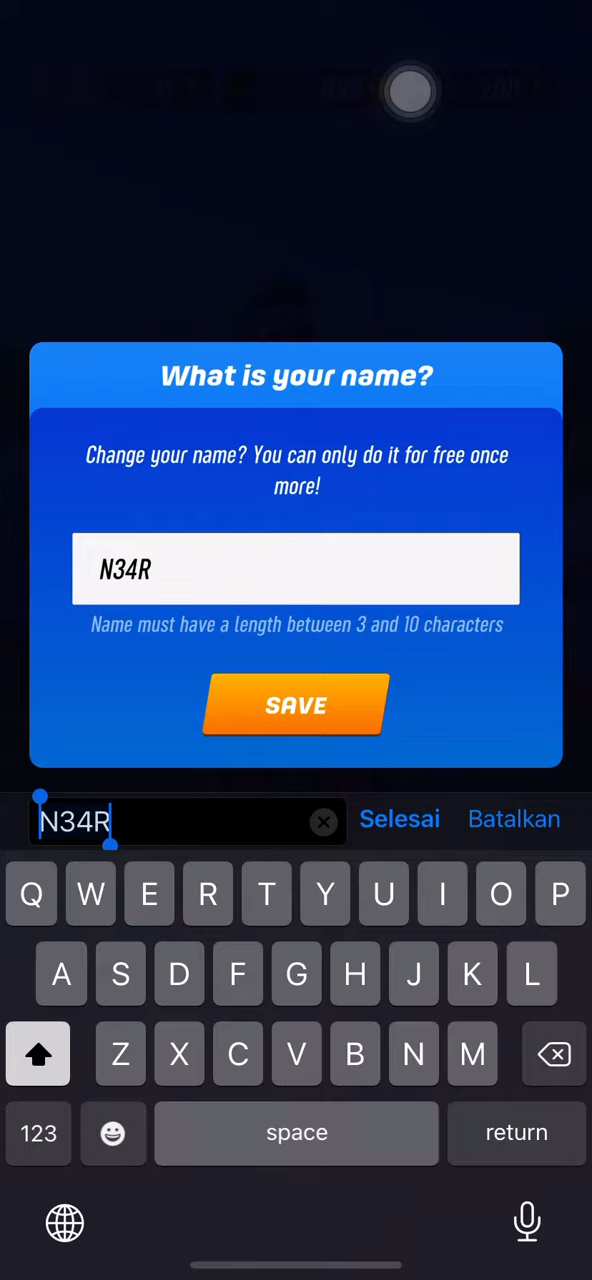 What is your name?
Change your name? You can only do it for free once
more!
N34R
Name must have a length between 3 and 10 characters
SAVE
N34R
Selesai
Batalkan
Q W E R T Y U I O P
A S D F G H J K L
Z X C V B N M
123
space
return